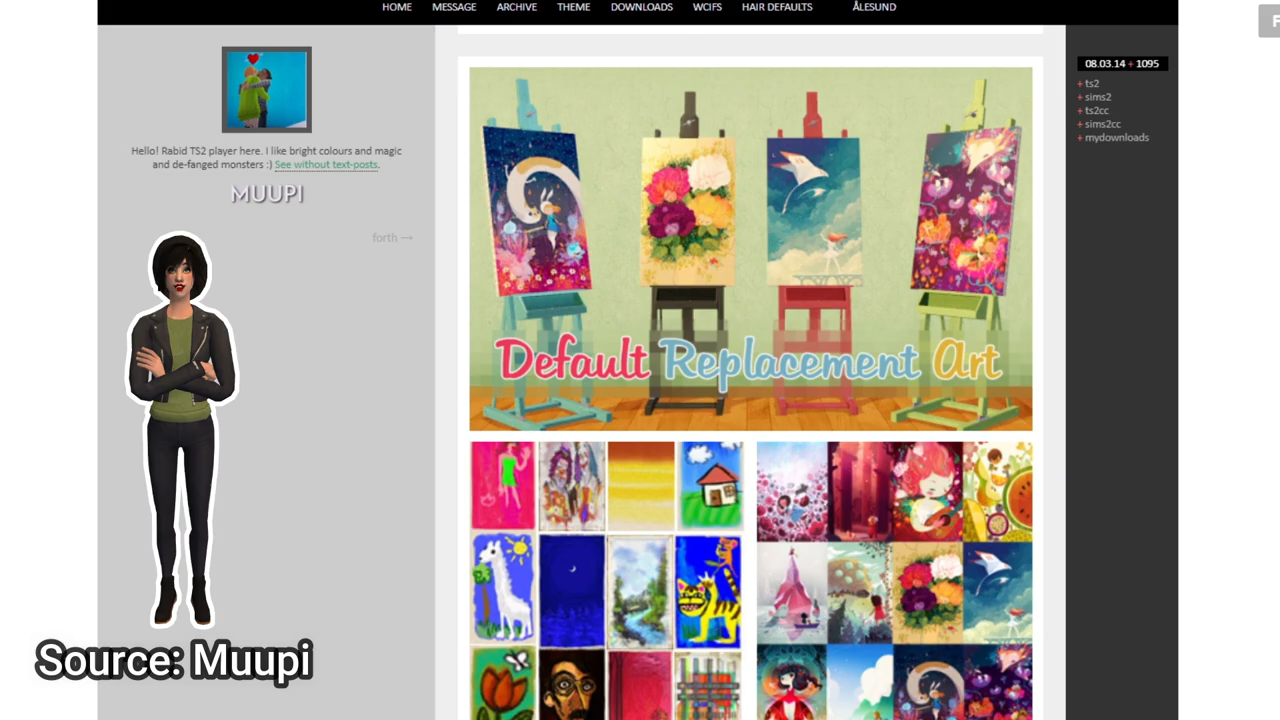 HOME MESSAGE ARCHIVE THEME DOWNLOADS WCIFS HAIR DEFAULTS ÅLESUND
Hello! Rabid TS2 player here. I like bright colours and magic
and de-fanged monsters :) See without text-posts.
MUUPI
forth →
Default Replacement Art
08.03.14 + 1095
+ ts2
+ sims2
+ ts2cc
+ sims2cc
+ mydownloads
Source: Muupi